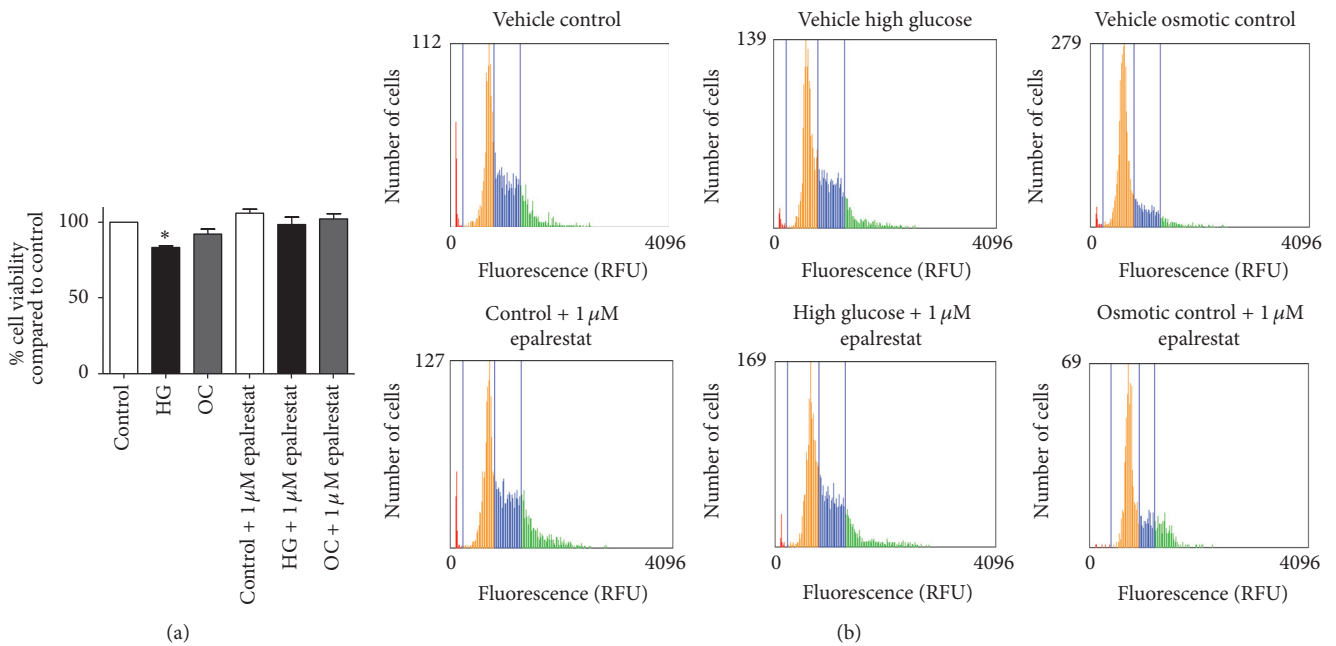 % cell viability
compared to control
100
50
0
*
Control
HG
OC
Control + 1 μM epalrestat
HG + 1 μM epalrestat
OC + 1 μM epalrestat
(a)
Vehicle control
112
Number of cells
0
4096
Fluorescence (RFU)
Vehicle high glucose
139
Number of cells
0
4096
Fluorescence (RFU)
Vehicle osmotic control
279
Number of cells
0
4096
Fluorescence (RFU)
Control + 1 μM
epalrestat
127
Number of cells
0
4096
Fluorescence (RFU)
High glucose + 1 μM
epalrestat
169
Number of cells
0
4096
Fluorescence (RFU)
Osmotic control + 1 μM
epalrestat
69
Number of cells
0
4096
Fluorescence (RFU)
(b)